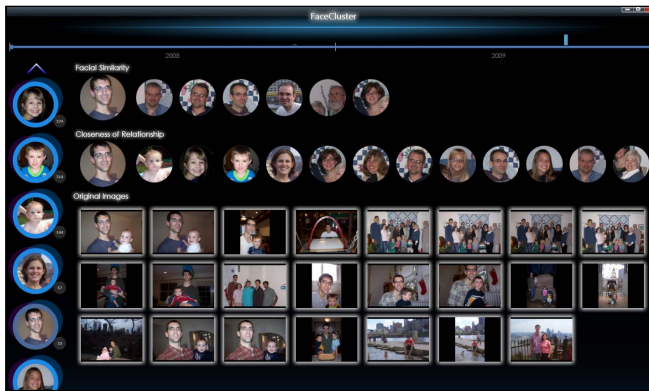 FaceCluster
2008
2009
Facial Similarity
Closeness of Relationship
Original Images